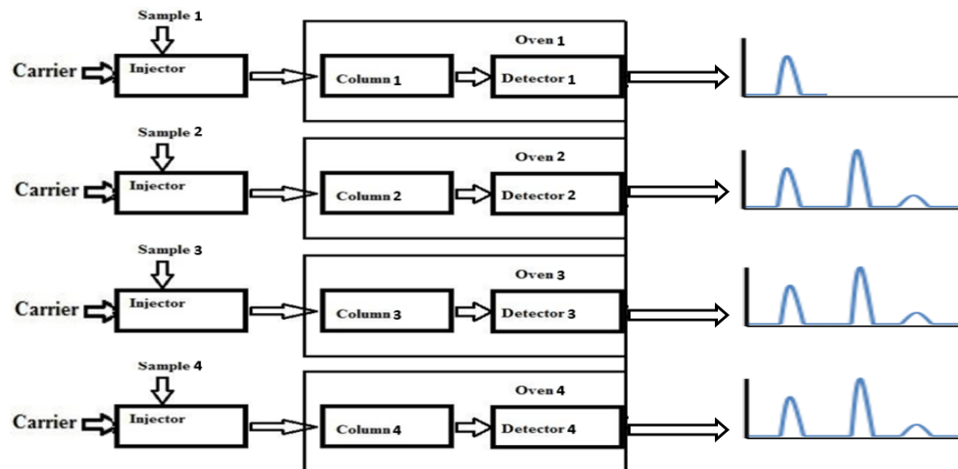 Sample 1
Oven 1
Carrier Injector Column 1 Detector 1
Sample 2
Oven 2
Carrier Injector Column 2 Detector 2
Sample 3
Oven 3
Carrier Injector Column 3 Detector 3
Sample 4
Oven 4
Carrier Injector Column 4 Detector 4